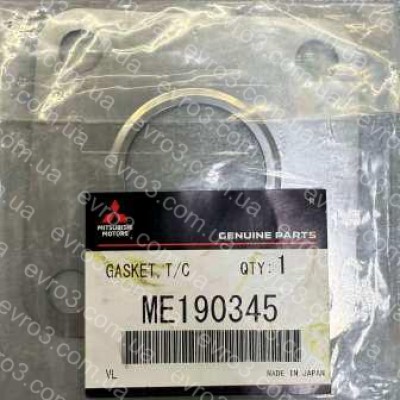 evro3.com.ua
MITSUBISHI
MOTORS
GENUINE PARTS
GASKET, T/C QTY: 1
ME190345
VL MADE IN JAPAN